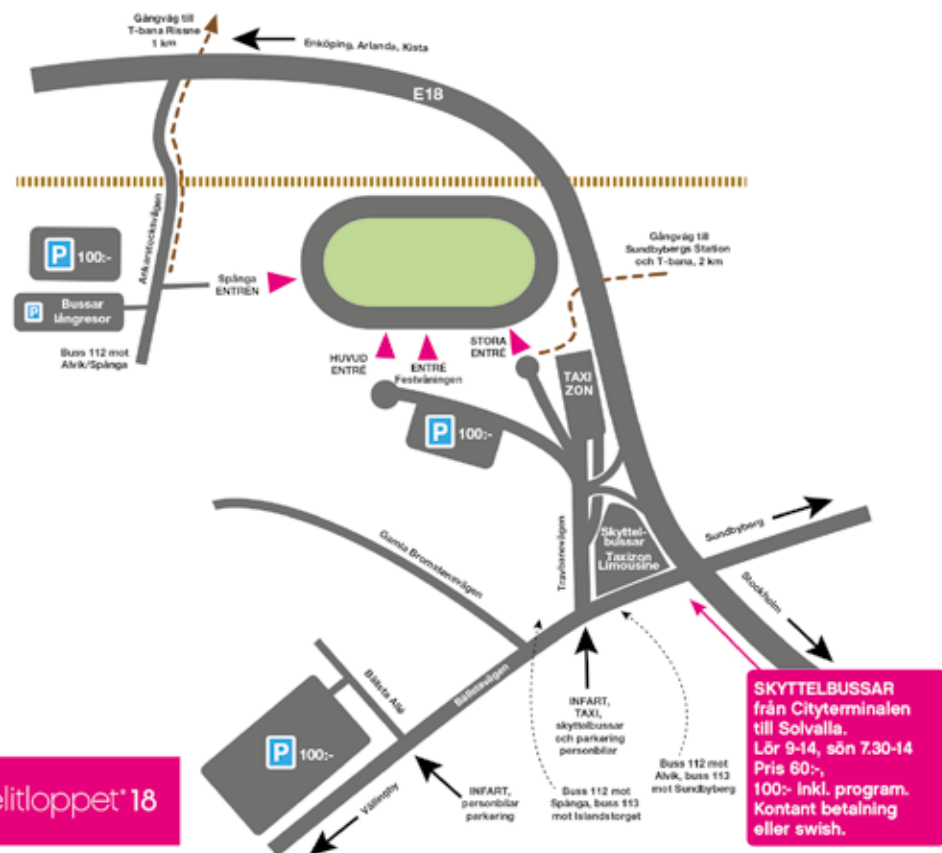 Gångväg till
T-bana Rissne
1 km
Enköping, Arlanda, Kista
E18
Ankarstocksvägen
P 100:-
P Bussar
långresor
Buss 112 mot
Alvik/Spånga
Spånga
ENTRÉN
Gångväg till
Sundbybergs Station
och T-bana, 2 km
HUVUD
ENTRÉ
ENTRÉ
Festvåningen
STORA
ENTRÉ
TAXI
ZON
P 100:-
Travbanevägen
Skyttel-
bussar
Taxizon
Limousine
Sundbyberg
Stockholm
Gamla Bromstensvägen
Bällstavägen
Bällsta Allé
P 100:-
Vällingby
INFART,
personbilar
parkering
INFART,
TAXI,
skyttelbussar
och parkering
personbilar
Buss 112 mot
Spånga, buss 113
mot Islandstorget
Buss 112 mot
Alvik, buss 113
mot Sundbyberg
SKYTTELBUSSAR
från Cityterminalen
till Solvalla.
Lör 9-14, sön 7.30-14
Pris 60:-,
100:- inkl. program.
Kontant betalning
eller swish.
elitloppet 18